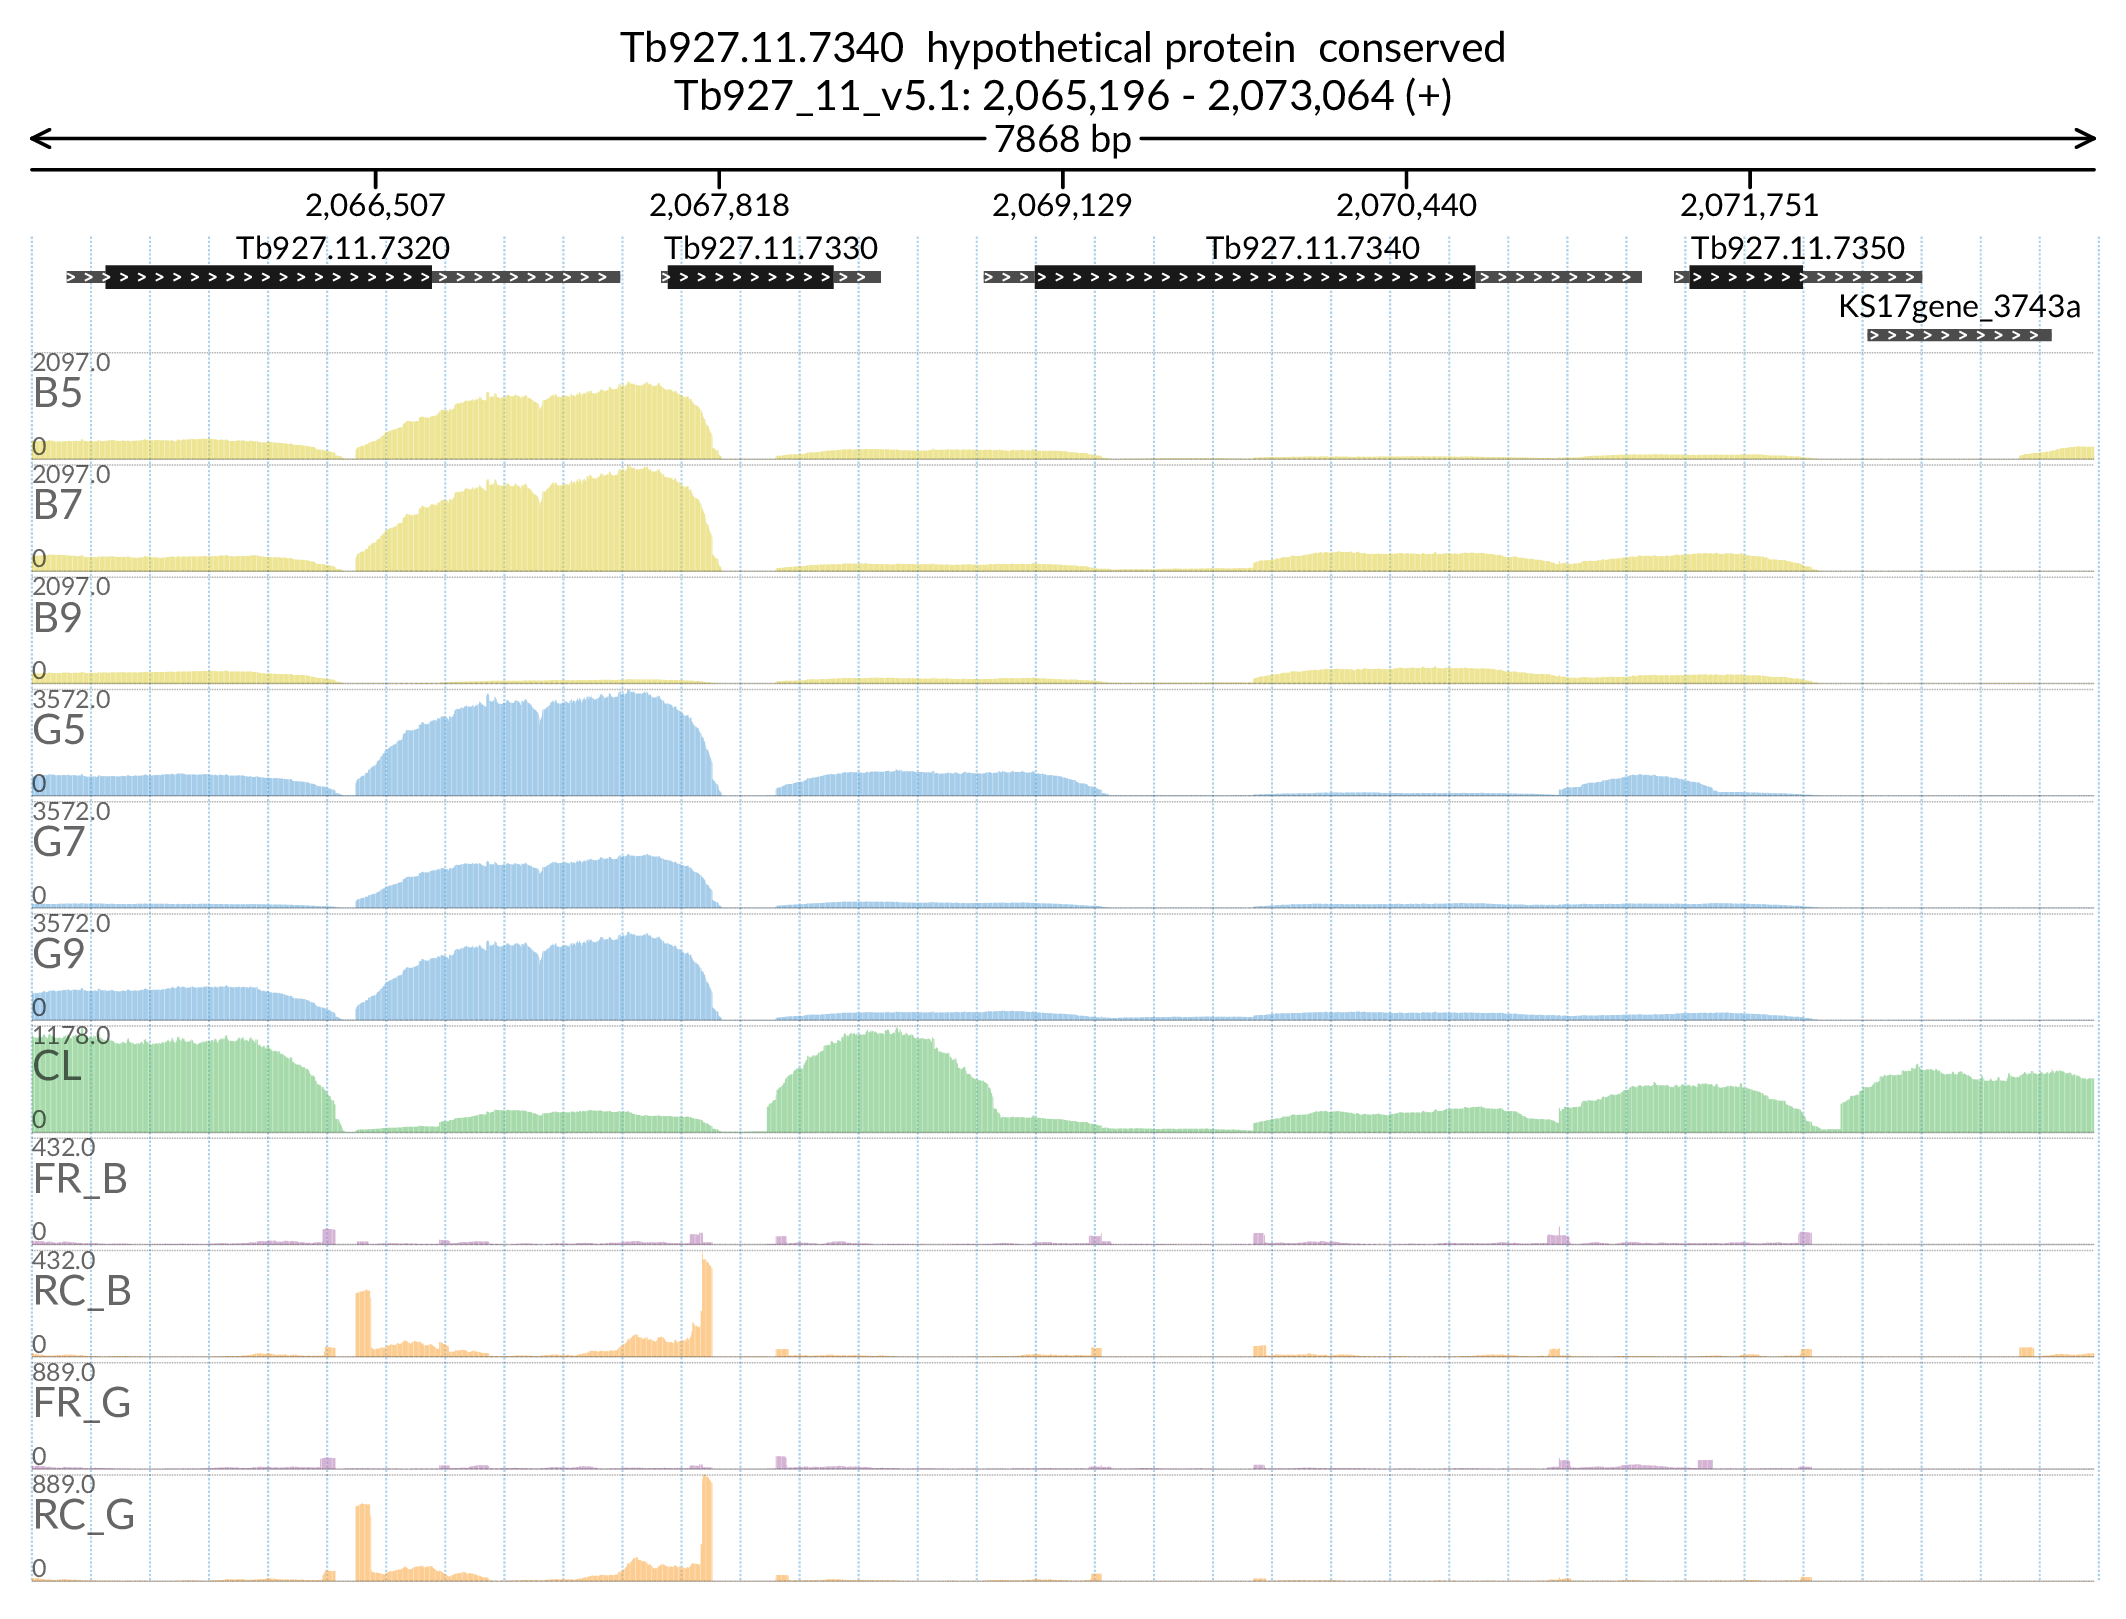 Tb927.11.7340 hypothetical protein conserved
Tb927_11_v5.1: 2,065,196 - 2,073,064 (+)
7868 bp
2,066,507 2,067,818 2,069,129 2,070,440 2,071,751
Tb927.11.7320 Tb927.11.7330 Tb927.11.7340 Tb927.11.7350
KS17gene_3743a
2097.0
B5
0
2097.0
B7
0
2097.0
B9
0
3572.0
G5
0
3572.0
G7
0
3572.0
G9
0
1178.0
CL
0
432.0
FR_B
0
432.0
RC_B
0
889.0
FR_G
0
889.0
RC_G
0